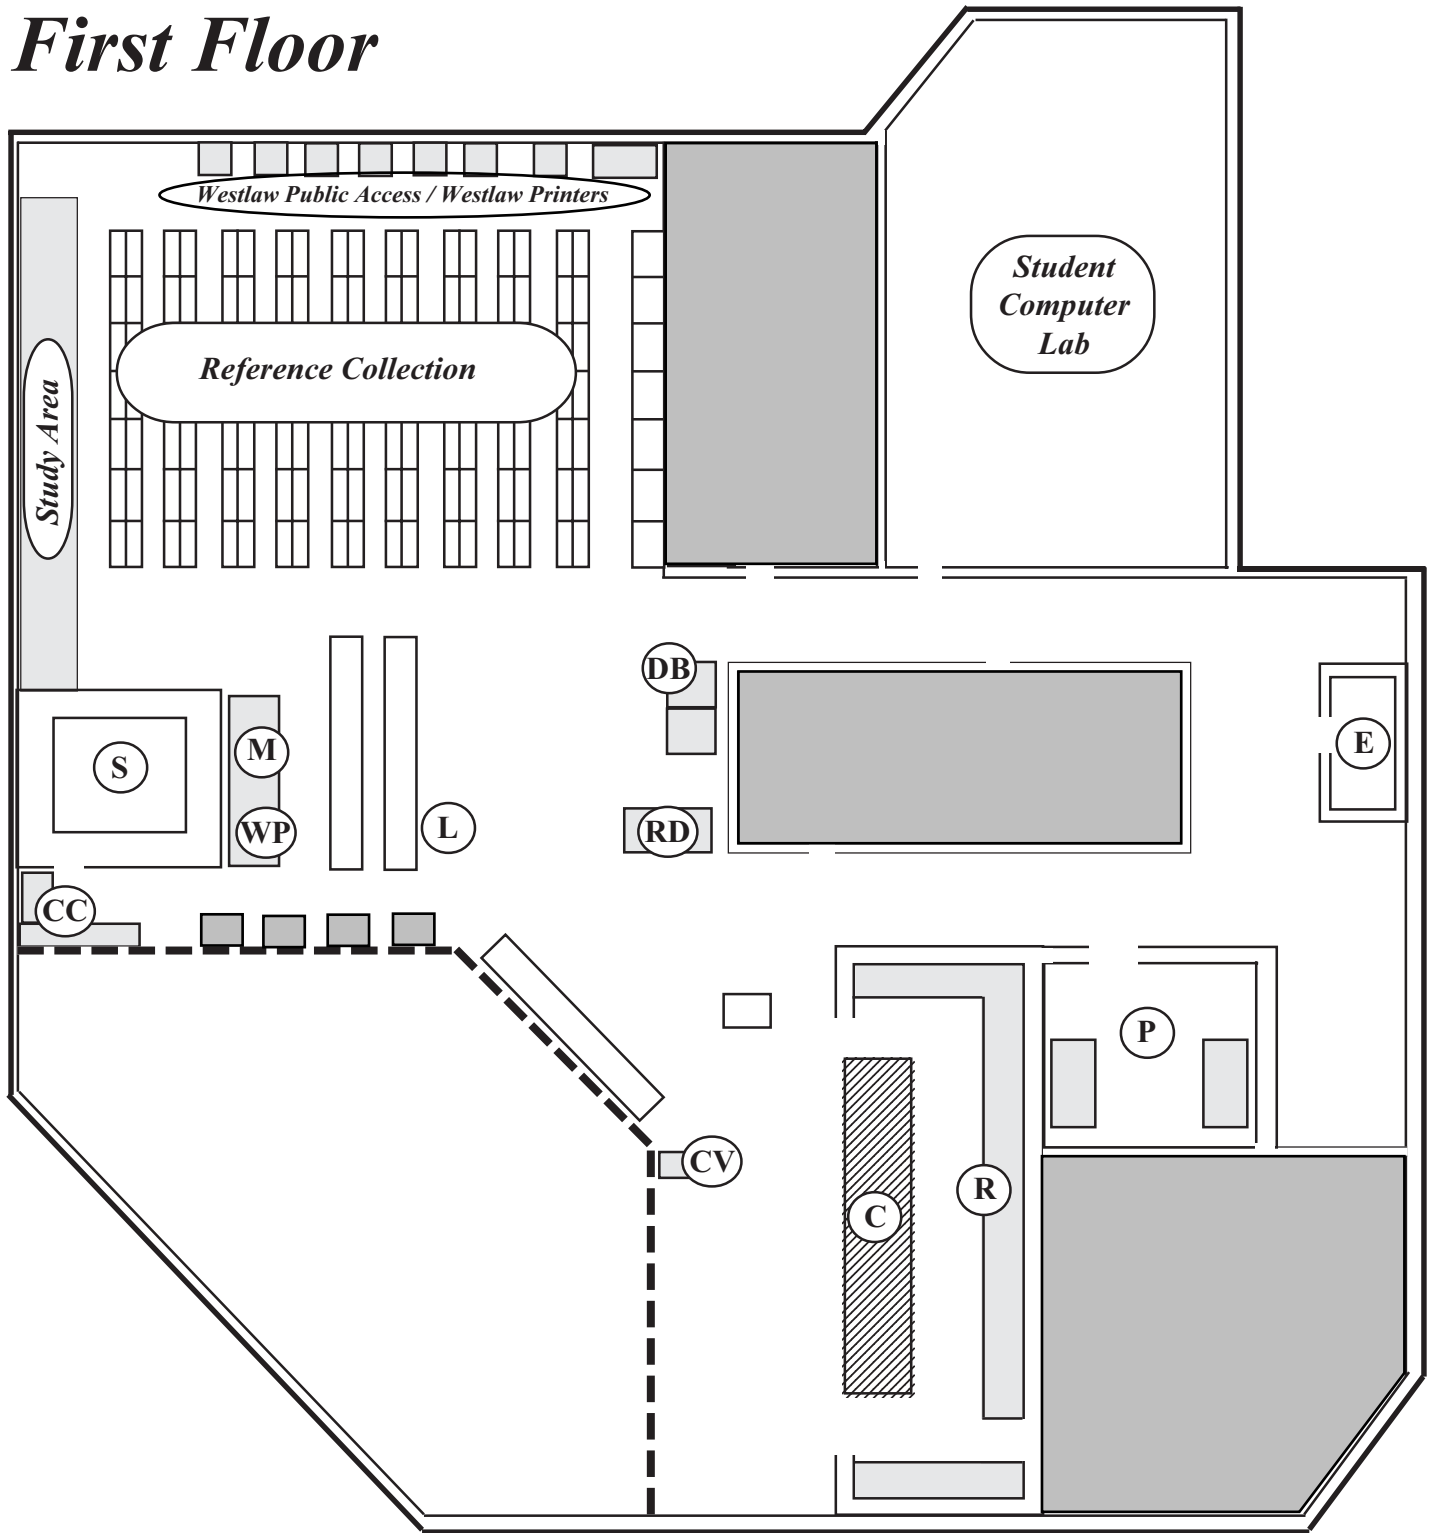 First Floor
Westlaw Public Access / Westlaw Printers
Student
Computer
Lab
Reference Collection
Study Area
DB
M
S
E
WP
L
RD
CC
P
CV
R
C